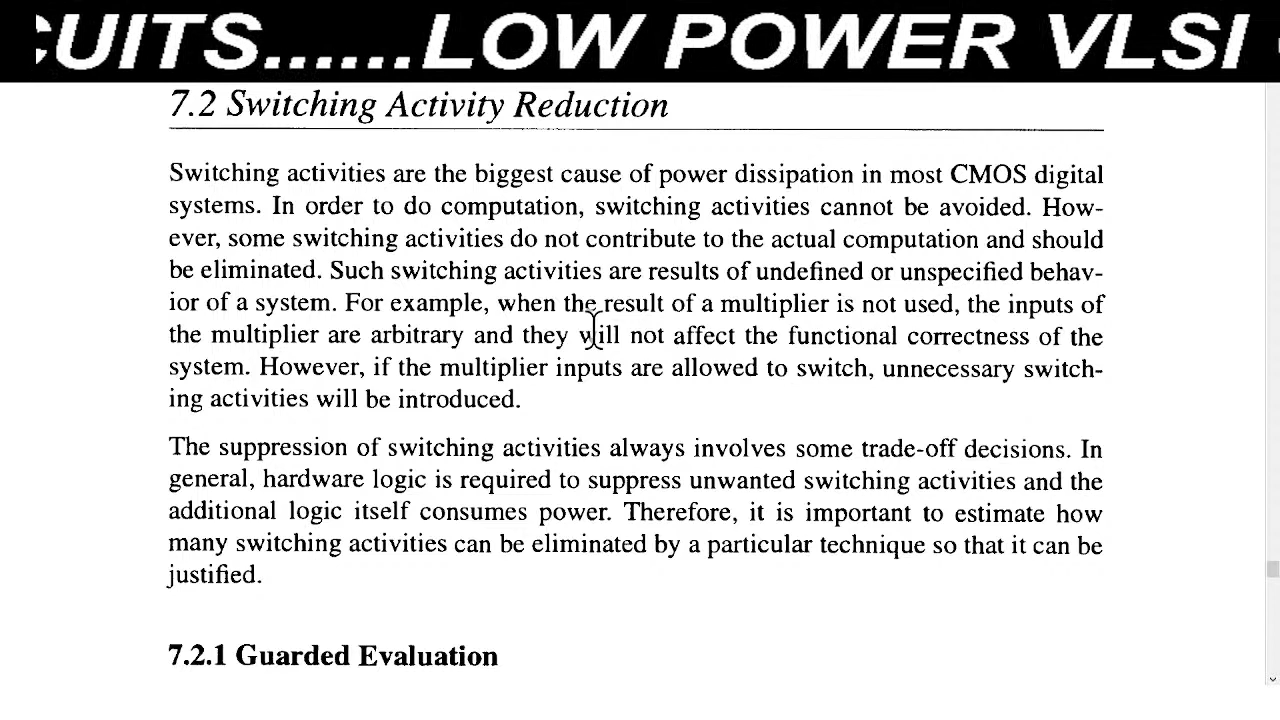 CUITS......LOW POWER VLSI
7.2 Switching Activity Reduction
Switching activities are the biggest cause of power dissipation in most CMOS digital
systems. In order to do computation, switching activities cannot be avoided. How-
ever, some switching activities do not contribute to the actual computation and should
be eliminated. Such switching activities are results of undefined or unspecified behav-
ior of a system. For example, when the result of a multiplier is not used, the inputs of
the multiplier are arbitrary and they will not affect the functional correctness of the
system. However, if the multiplier inputs are allowed to switch, unnecessary switch-
ing activities will be introduced.
The suppression of switching activities always involves some trade-off decisions. In
general, hardware logic is required to suppress unwanted switching activities and the
additional logic itself consumes power. Therefore, it is important to estimate how
many switching activities can be eliminated by a particular technique so that it can be
justified.
7.2.1 Guarded Evaluation